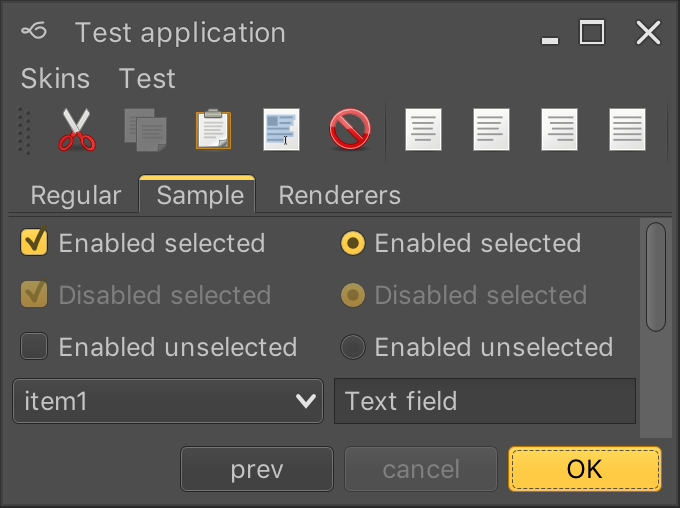 Test application
Skins Test
Regular Sample Renderers
Enabled selected Enabled selected
Disabled selected Disabled selected
Enabled unselected Enabled unselected
item1 Text field
prev cancel OK